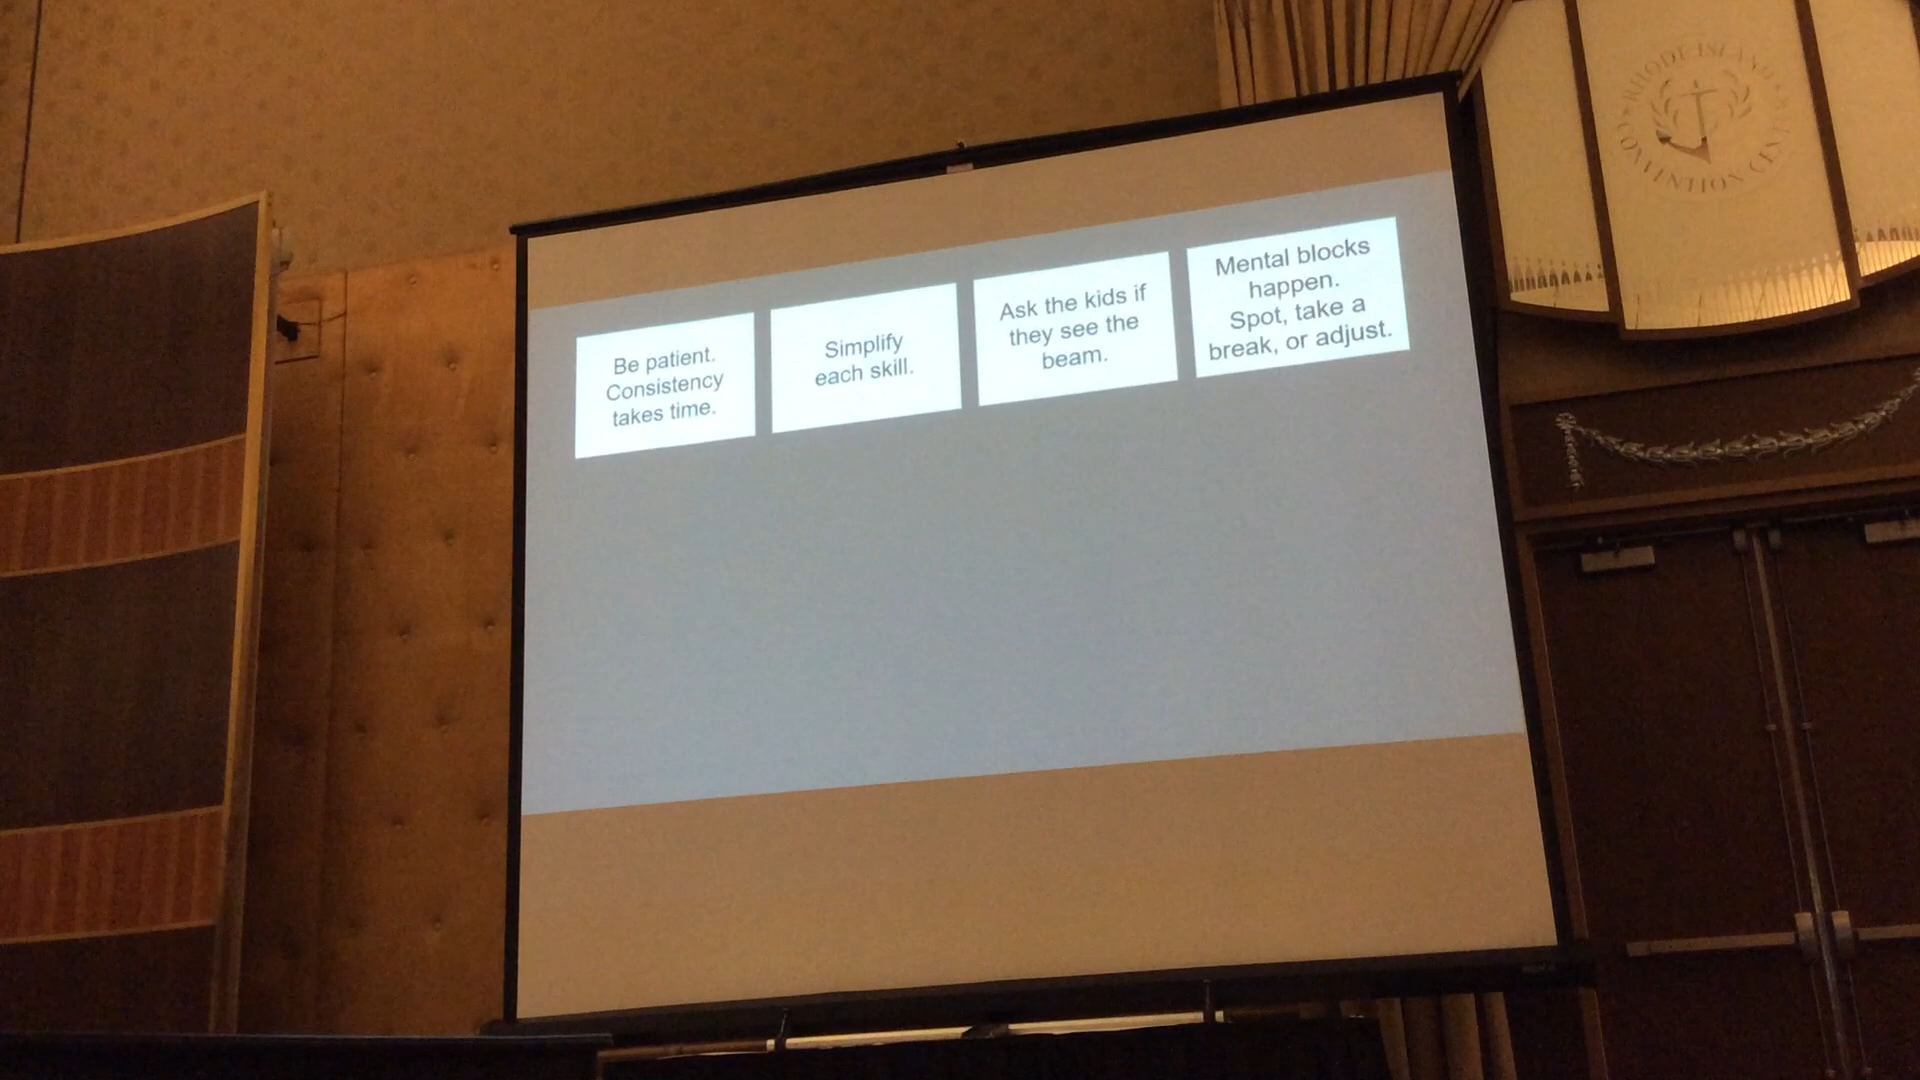 Be patient.
Consistency
takes time.
Simplify
each skill.
Ask the kids if
they see the
beam.
Mental blocks
happen.
Spot, take a
break, or adjust.
RHODE ISLAND
CONVENTION CENTER